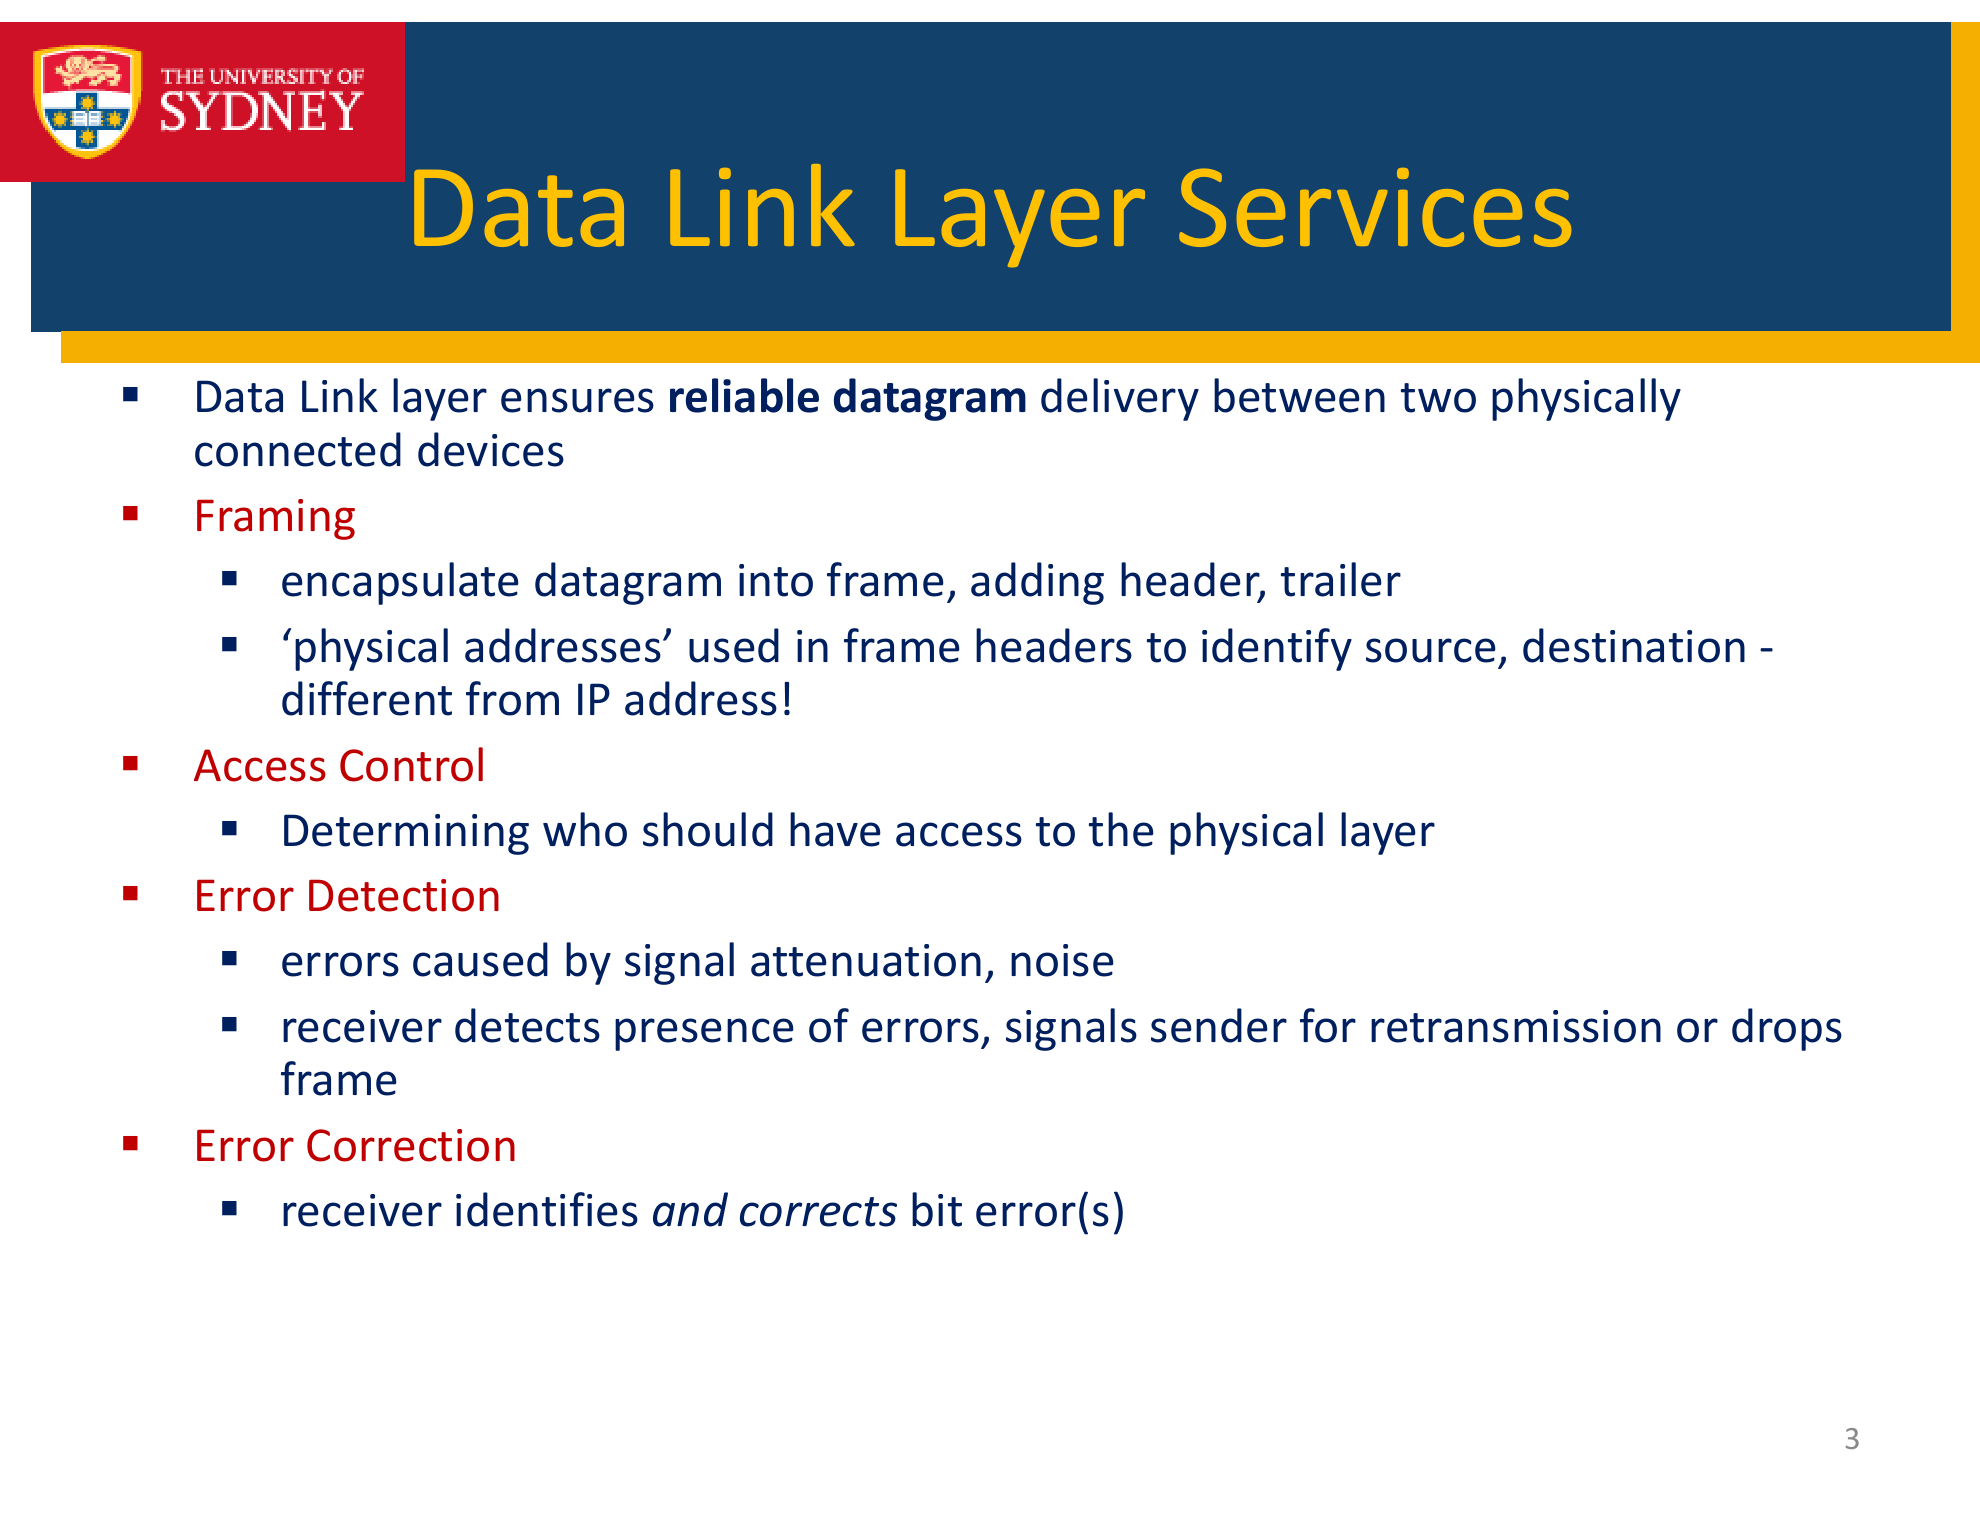 THE UNIVERSITY OF
SYDNEY
Data Link Layer Services
▪ Data Link layer ensures reliable datagram delivery between two physically
connected devices
▪ Framing
▪ encapsulate datagram into frame, adding header, trailer
▪ ‘physical addresses’ used in frame headers to identify source, destination -
different from IP address!
▪ Access Control
▪ Determining who should have access to the physical layer
▪ Error Detection
▪ errors caused by signal attenuation, noise
▪ receiver detects presence of errors, signals sender for retransmission or drops
frame
▪ Error Correction
▪ receiver identifies and corrects bit error(s)
3